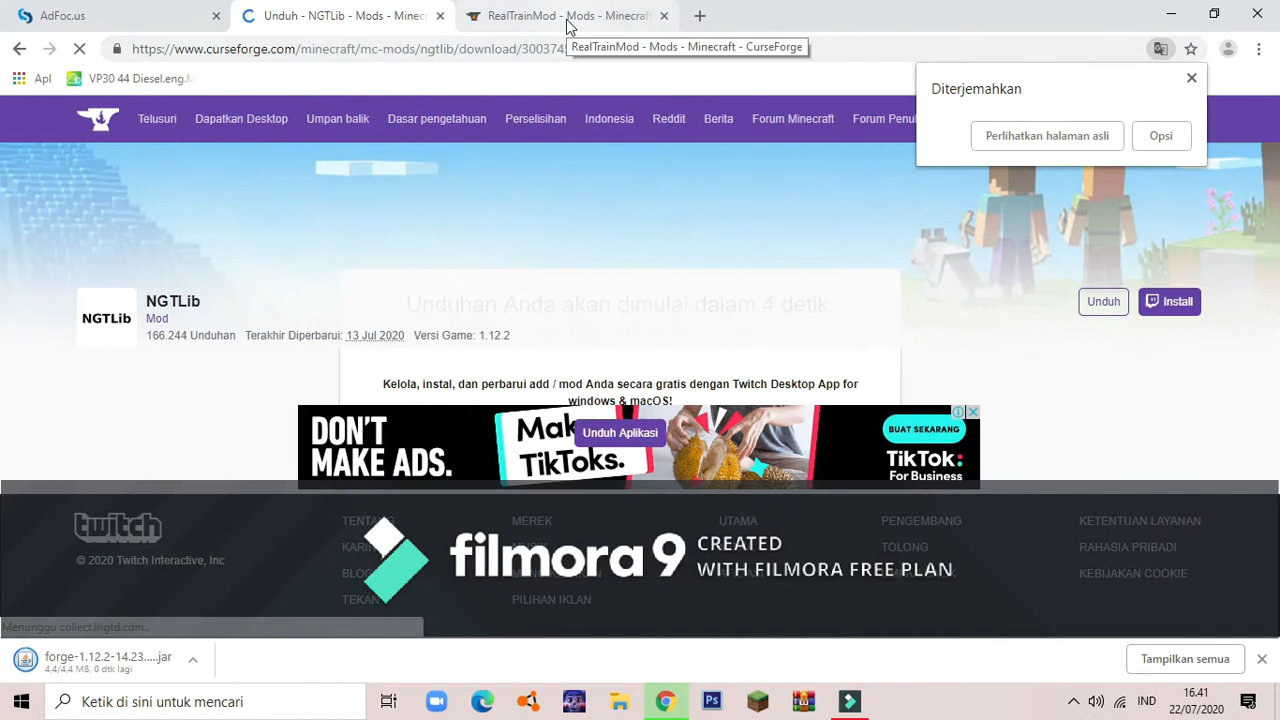 AdFoc.us
Unduh - NGTLib - Mods - Minec
RealTrainMod - Mods - Minecraft
https://www.curseforge.com/minecraft/mc-mods/ngtlib/download/300374
RealTrainMod - Mods - Minecraft - CurseForge
Apl
VP30 44 Diesel.eng.M
Diterjemahkan
Perlihatkan halaman asli
Opsi
Telusuri
Dapatkan Desktop
Umpan balik
Dasar pengetahuan
Perselisihan
Indonesia
Reddit
Berita
Forum Minecraft
Forum Penu
Unduhan Anda akan dimulai dalam 4 detik
NGTLIB
NGTLib
Mod
166.244 Unduhan Terakhir Diperbarui: 13 Jul 2020 Versi Game: 1.12.2
Unduh
Install
Kelola, instal, dan perbarui add / mod Anda secara gratis dengan Twitch Desktop App for
windows & macOS!
Unduh Aplikasi
DON'T
MAKE ADS.
Mak
TikToks.
BUAT SEKARANG
TikTok:
For Business
twitch
© 2020 Twitch Interactive, Inc
TENTANG
BLOG
TEKAN
MEREK
PILIHAN IKLAN
UTAMA
PENGEMBANG
TOLONG
KETENTUAN LAYANAN
RAHASIA PRIBADI
KEBIJAKAN COOKIE
filmora 9
CREATED
WITH FILMORA FREE PLAN
Menunggu collect.lngtd.com..
forge-1.12.2-14.23.....jar
4,4/4,4 MB, 0 dtk lagi
Tampilkan semua
Ketik di sini untuk mencari
IND
16.41
22/07/2020